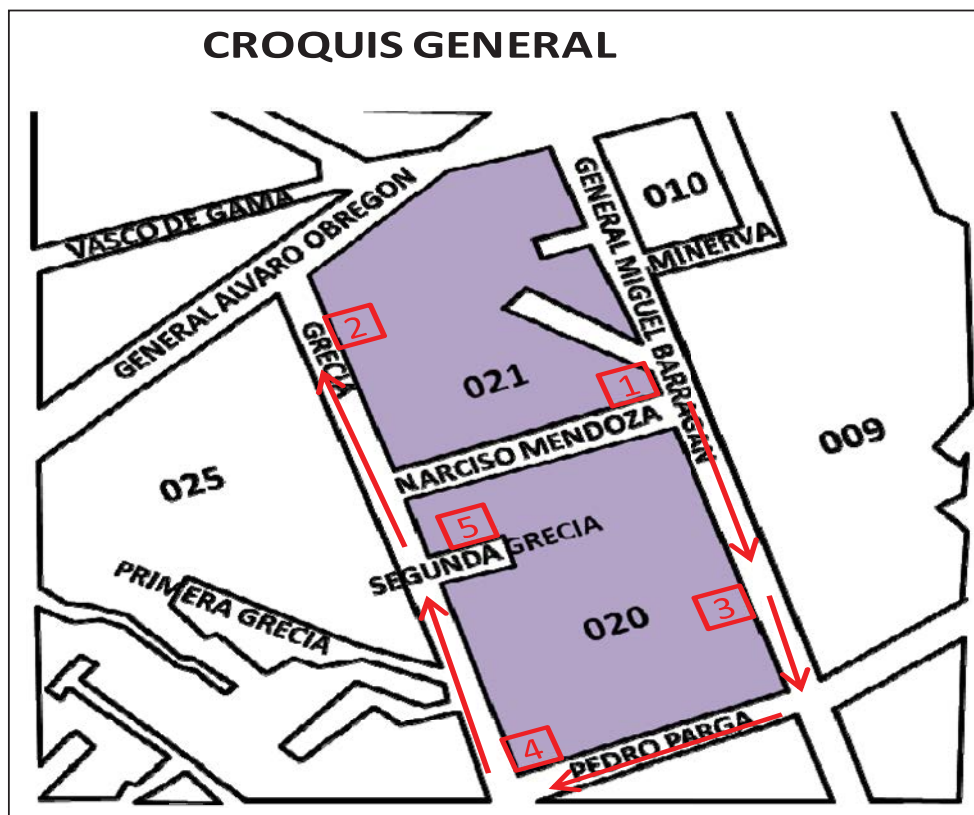 CROQUIS GENERAL
VASCO DE GAMA
GENERAL ALVARO OBREGON
GENERAL MIGUEL BARRAGAN
010
MINERVA
GRECIA
2
021
1
NARCISO MENDOZA
009
025
5
SEGUNDA GRECIA
PRIMERA GRECIA
3
020
4
PEDRO PARGA